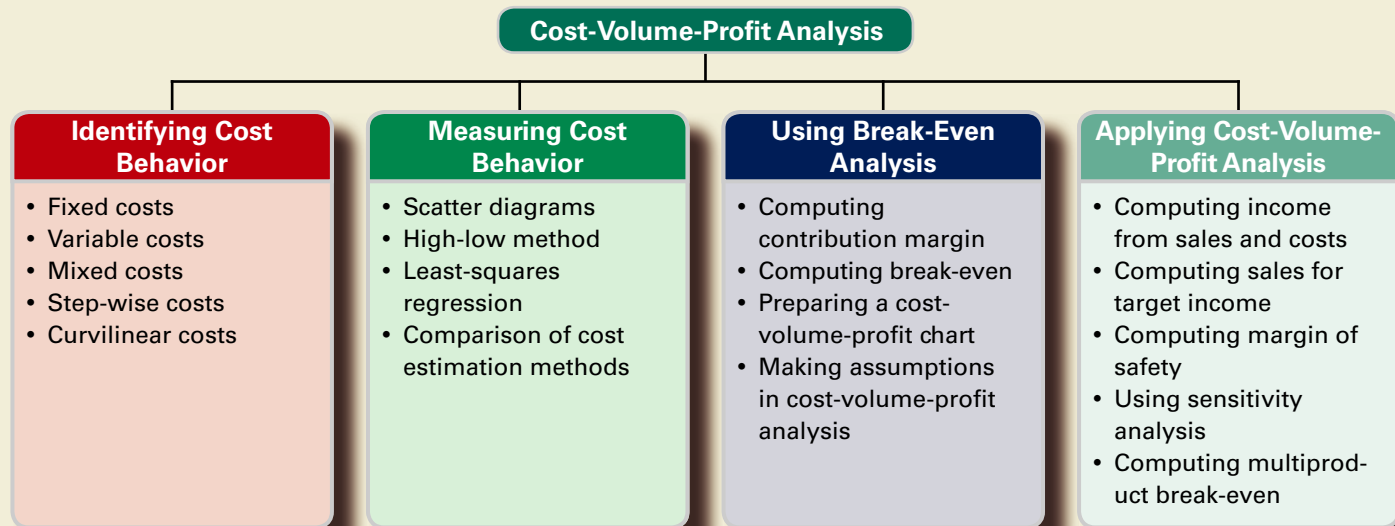 Cost-Volume-Profit Analysis
Identifying Cost
Behavior
• Fixed costs
• Variable costs
• Mixed costs
• Step-wise costs
• Curvilinear costs
Measuring Cost
Behavior
• Scatter diagrams
• High-low method
• Least-squares
regression
• Comparison of cost
estimation methods
Using Break-Even
Analysis
• Computing
contribution margin
• Computing break-even
• Preparing a cost-
volume-profit chart
• Making assumptions
in cost-volume-profit
analysis
Applying Cost-Volume-
Profit Analysis
• Computing income
from sales and costs
• Computing sales for
target income
• Computing margin of
safety
• Using sensitivity
analysis
• Computing multiprod-
uct break-even